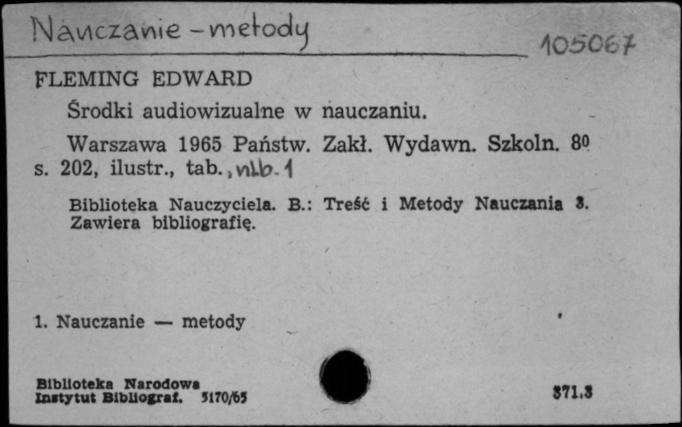 Nauczanie - metody
105067
FLEMING EDWARD
Środki audiowizualne w nauczaniu.
Warszawa 1965 Państw. Zakł. Wydawn. Szkoln. 8º
s. 202, ilustr., tab., nlb. 1
Biblioteka Nauczyciela. B.: Treść i Metody Nauczania 3.
Zawiera bibliografię.
1. Nauczanie — metody
Biblioteka Narodowa
Instytut Bibliograf. 5170/65
371.3